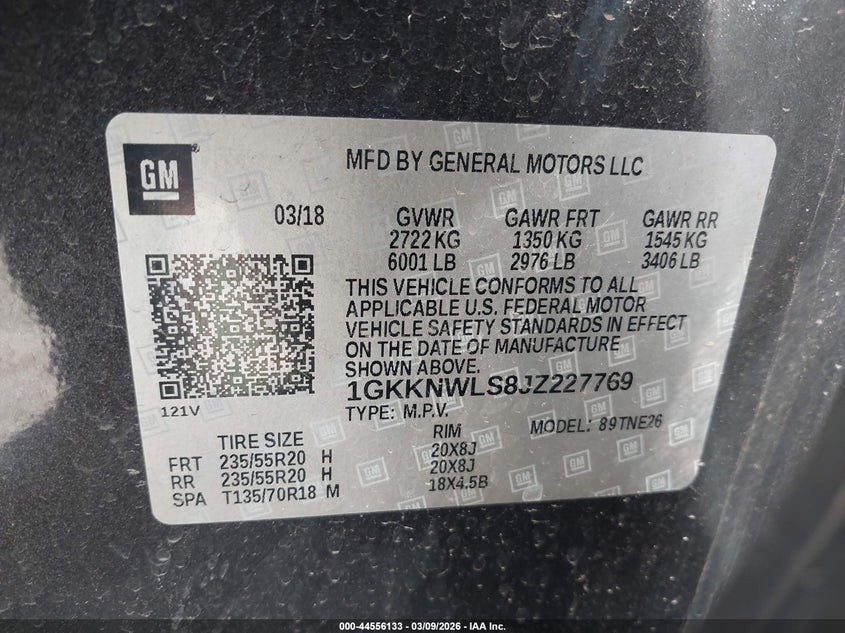 GM
MFD BY GENERAL MOTORS LLC
03/18 GVWR GAWR FRT GAWR RR
2722 KG 1350 KG 1545 KG
6001 LB 2976 LB 3406 LB
THIS VEHICLE CONFORMS TO ALL
APPLICABLE U.S. FEDERAL MOTOR
VEHICLE SAFETY STANDARDS IN EFFECT
ON THE DATE OF MANUFACTURE
SHOWN ABOVE.
1GKKNWLS8JZ227769
121V
TYPE: M.P.V. MODEL: 89TNE26
TIRE SIZE RIM
FRT 235/55R20 H 20X8J
RR 235/55R20 H 20X8J
SPA T135/70R18 M 18X4.5B
000-44556133 - 03/09/2026 - IAA Inc.